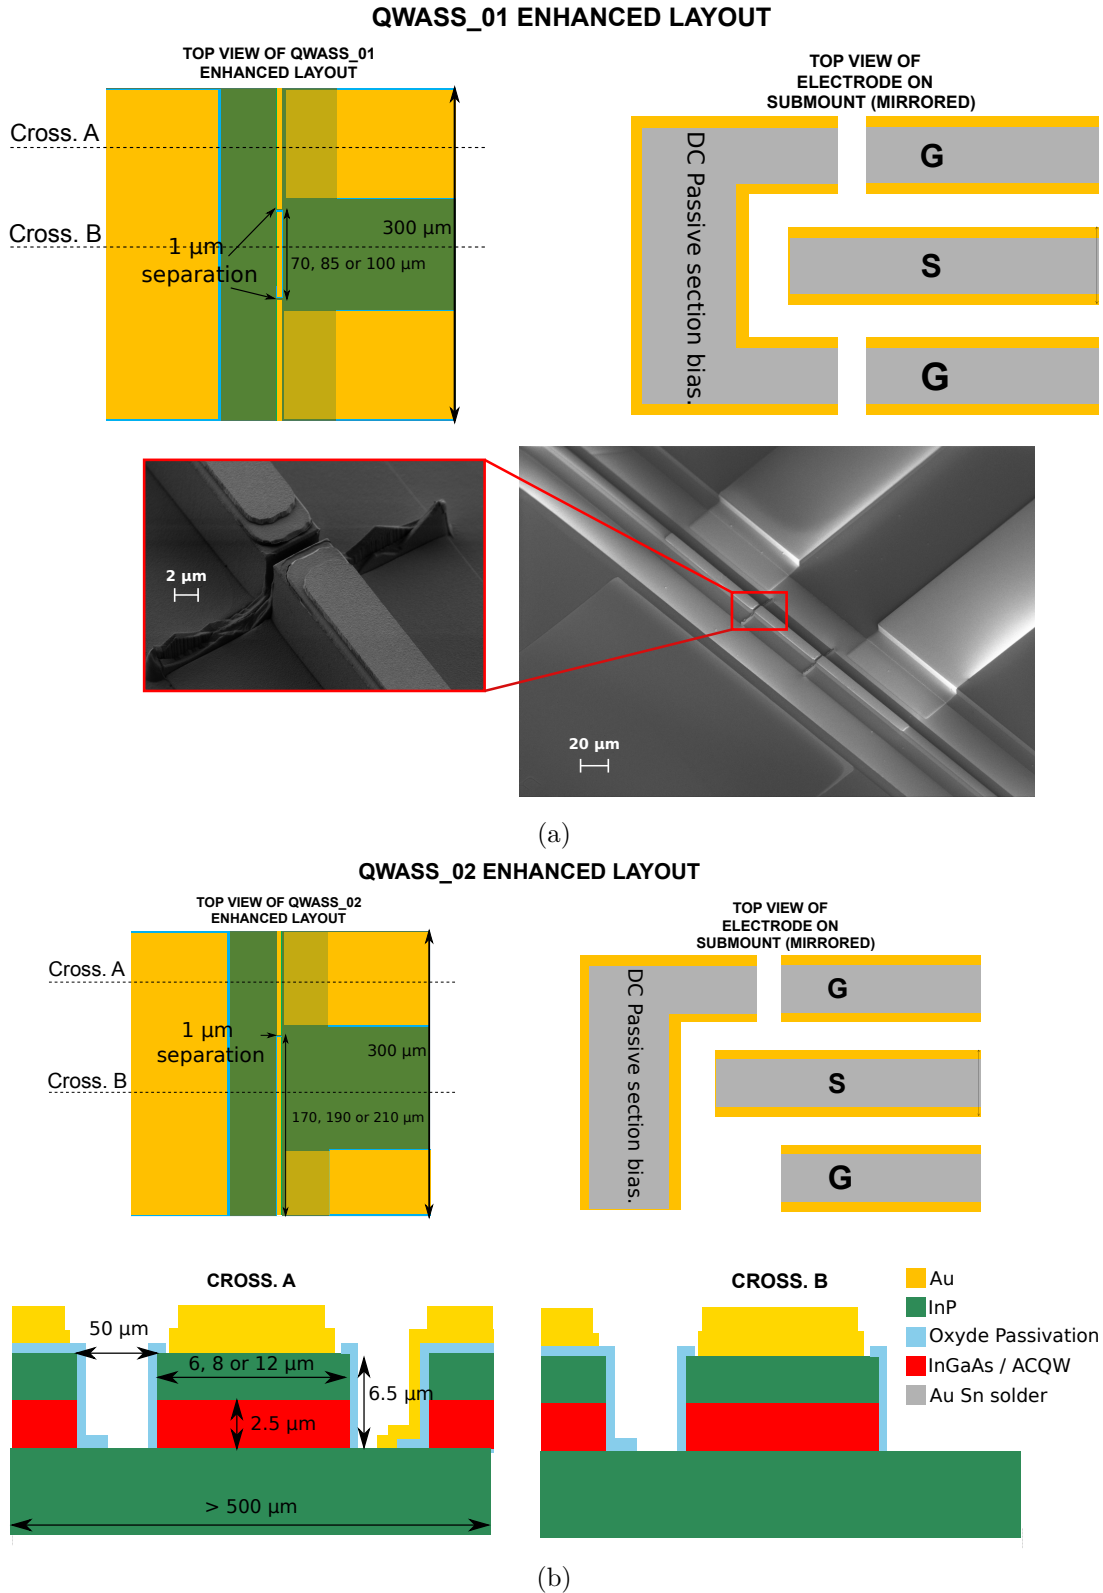 QWASS_01 ENHANCED LAYOUT
TOP VIEW OF QWASS_01
ENHANCED LAYOUT
Cross. A
Cross. B
1 μm
separation
300 μm
70, 85 or 100 μm
TOP VIEW OF
ELECTRODE ON
SUBMOUNT (MIRRORED)
DC Passive section bias.
G
S
G
2 μm
20 μm
(a)
QWASS_02 ENHANCED LAYOUT
TOP VIEW OF QWASS_02
ENHANCED LAYOUT
Cross. A
1 μm
separation
300 μm
Cross. B
170, 190 or 210 μm
TOP VIEW OF
ELECTRODE ON
SUBMOUNT (MIRRORED)
DC Passive section bias.
G
S
G
CROSS. A
50 μm
6, 8 or 12 μm
6.5 μm
2.5 μm
> 500 μm
CROSS. B
Au
InP
Oxyde Passivation
InGaAs / ACQW
Au Sn solder
(b)